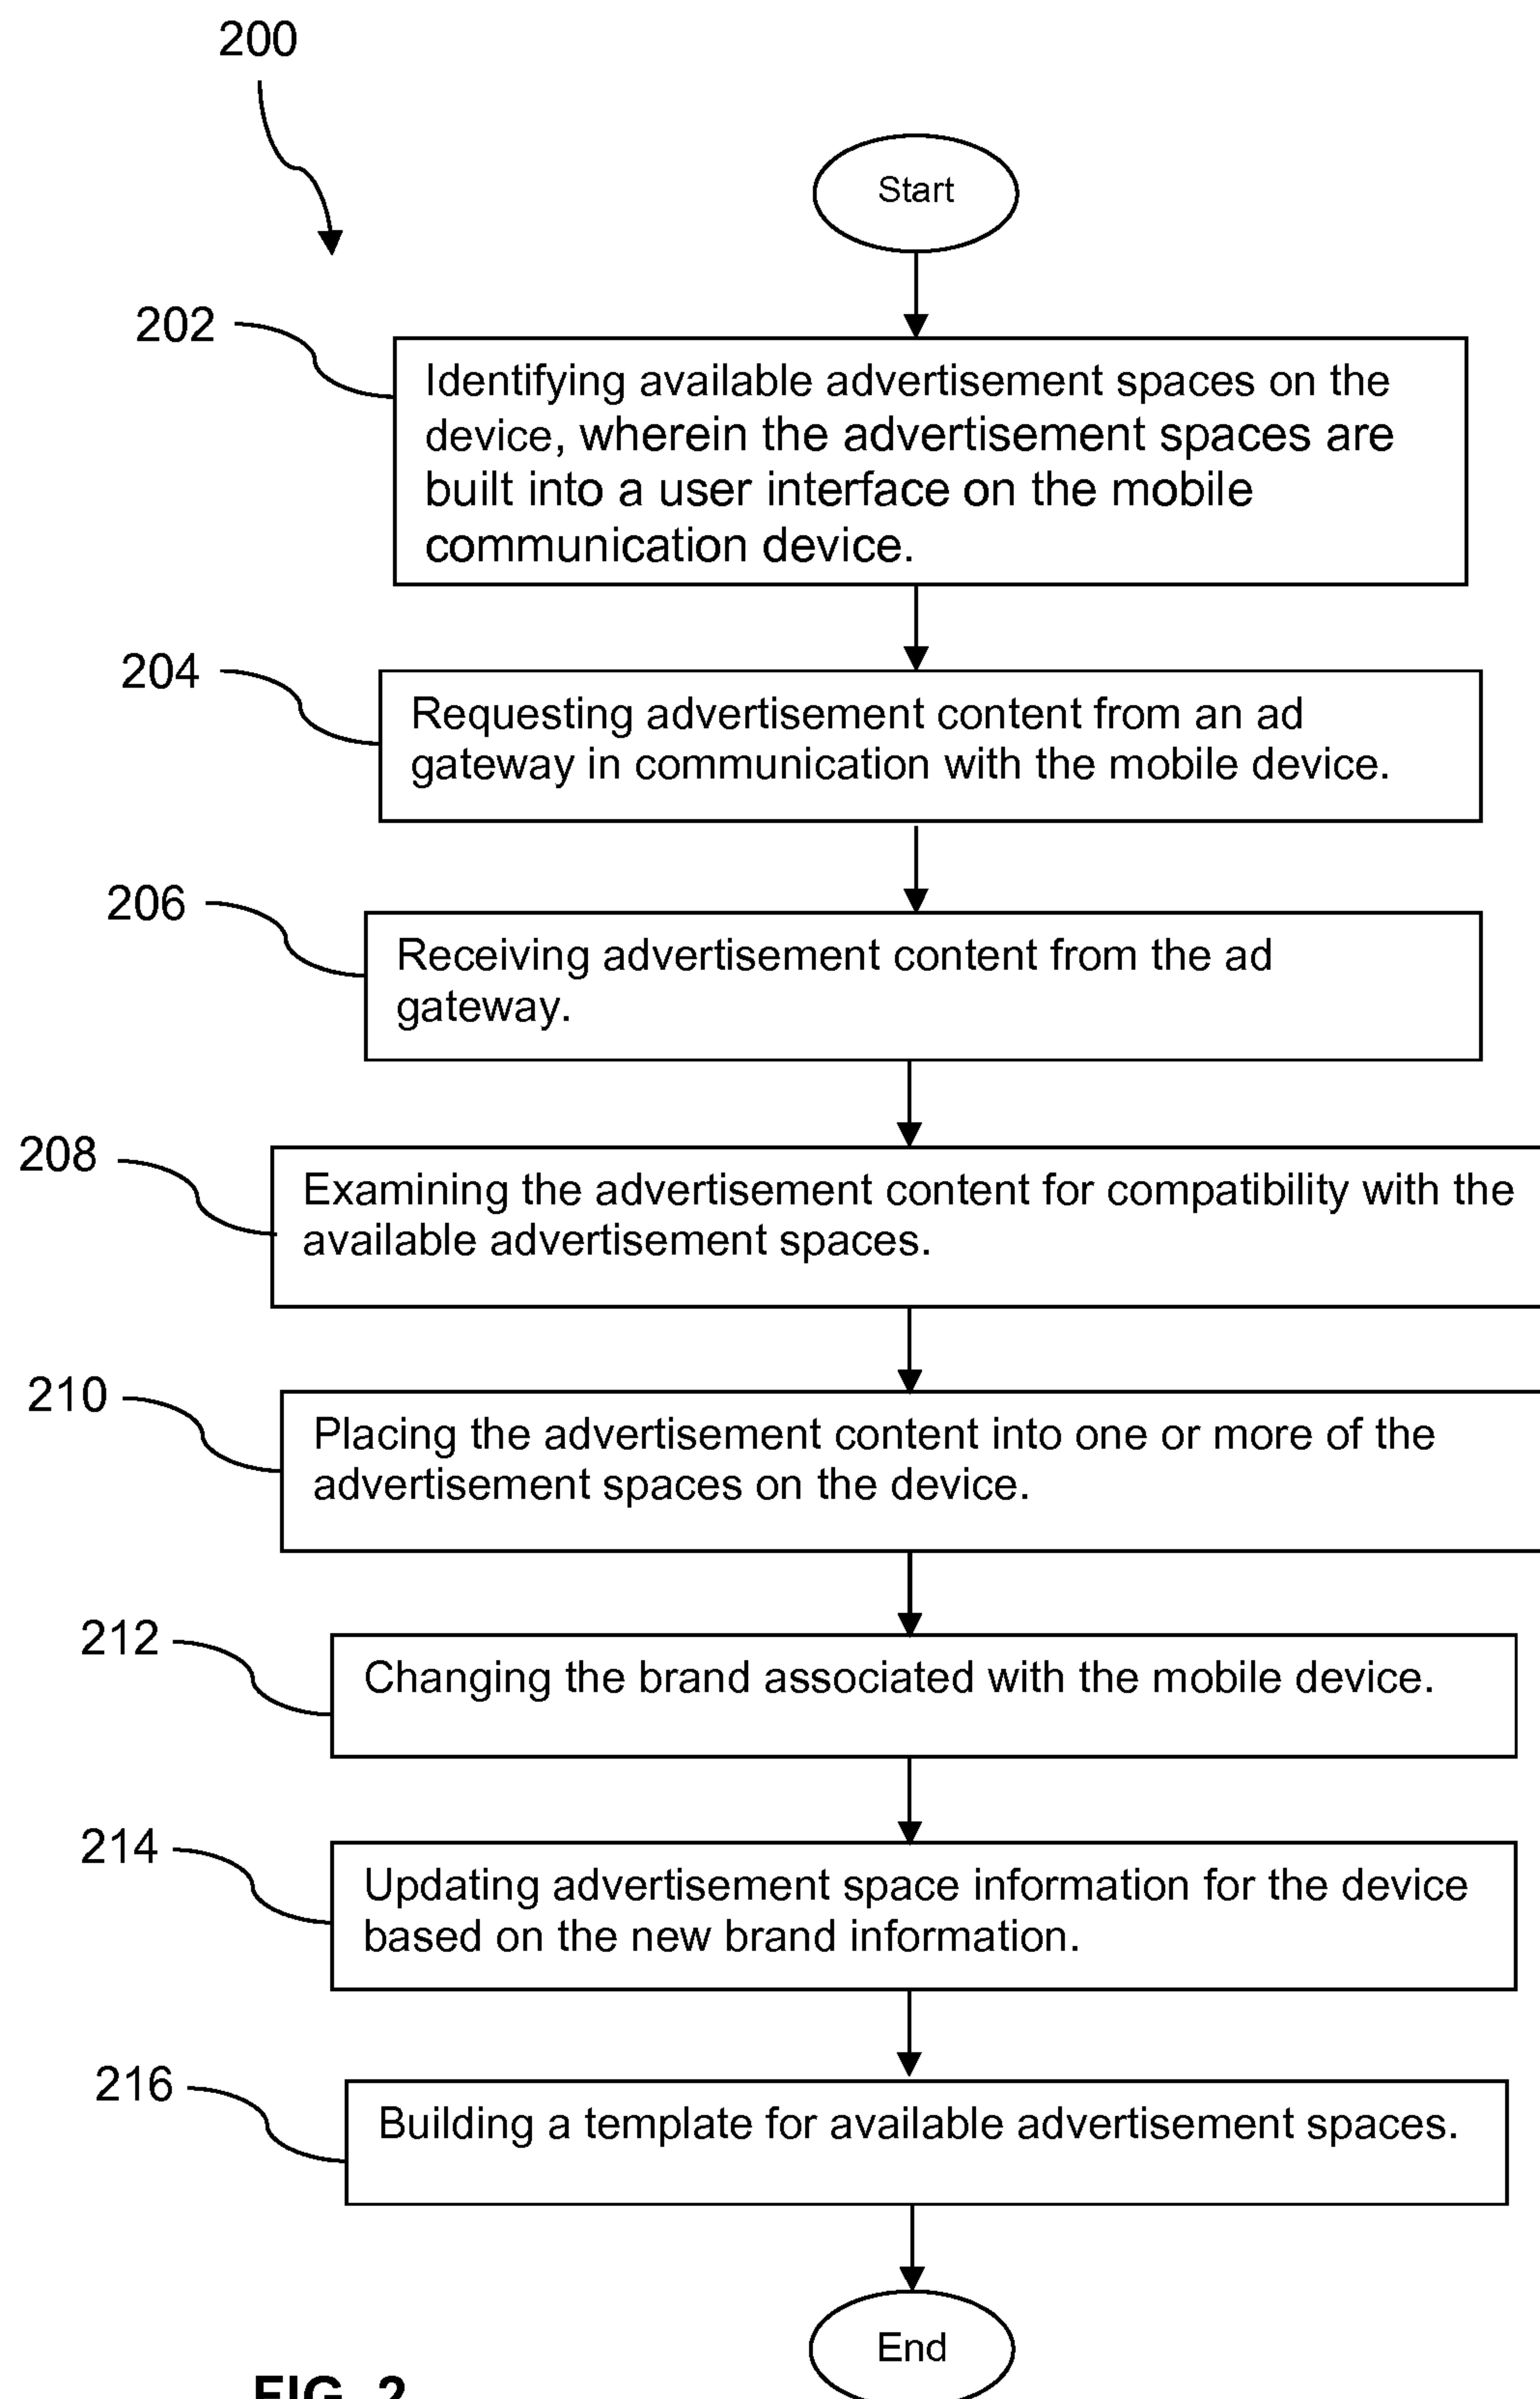 200
Start
202
Identifying available advertisement spaces on the
device, wherein the advertisement spaces are
built into a user interface on the mobile
communication device.
204
Requesting advertisement content from an ad
gateway in communication with the mobile device.
206
Receiving advertisement content from the ad
gateway.
208
Examining the advertisement content for compatibility with the
available advertisement spaces.
210
Placing the advertisement content into one or more of the
advertisement spaces on the device.
212
Changing the brand associated with the mobile device.
214
Updating advertisement space information for the device
based on the new brand information.
216
Building a template for available advertisement spaces.
End
FIG. 2